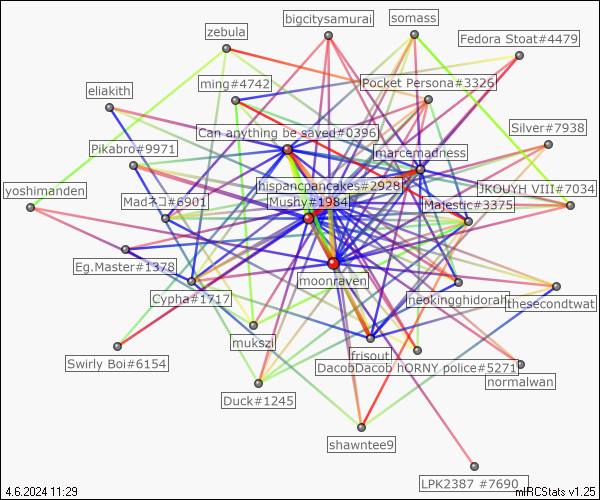 somass
bigcitysamurai
zebula
Fedora Stoat#4479
ming#4742
Pocket Persona#3326
eliakith
Can anything be saved#0396
Silver#7938
Pikabro#9971
marcemadness
hispancpancakes#2928
yoshimanden
JKOUYH VIII#7034
Madネコ#6901
Mushy#1984
Majestic#3375
Eg.Master#1378
moonraven
Cypha#1717
neokingghidorah
thesecondtwat
mukszi
frisout
Swirly Boi#6154
DacobDacob hORNY police#5271
normalwan
Duck#1245
shawntee9
LPK2387 #7690
4.6.2024 11:29
mIRCStats v1.25